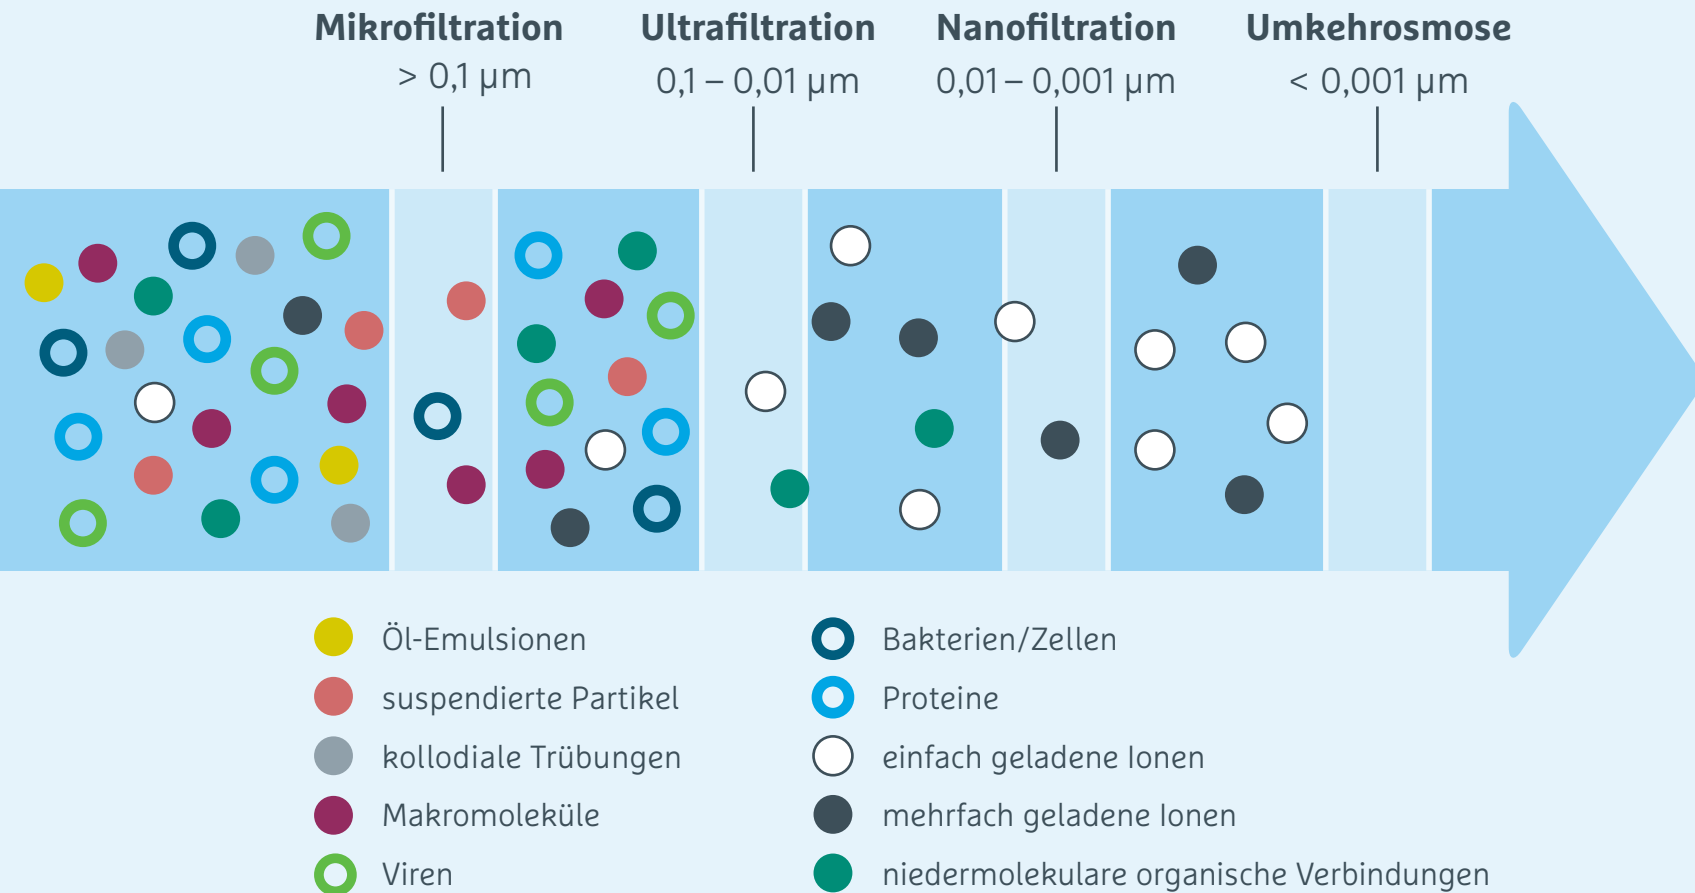 Mikrofiltration
> 0,1 µm
Ultrafiltration
0,1 – 0,01 µm
Nanofiltration
0,01 – 0,001 µm
Umkehrosmose
< 0,001 µm
Öl-Emulsionen
suspendierte Partikel
kollodiale Trübungen
Makromoleküle
Viren
Bakterien/Zellen
Proteine
einfach geladene Ionen
mehrfach geladene Ionen
niedermolekulare organische Verbindungen